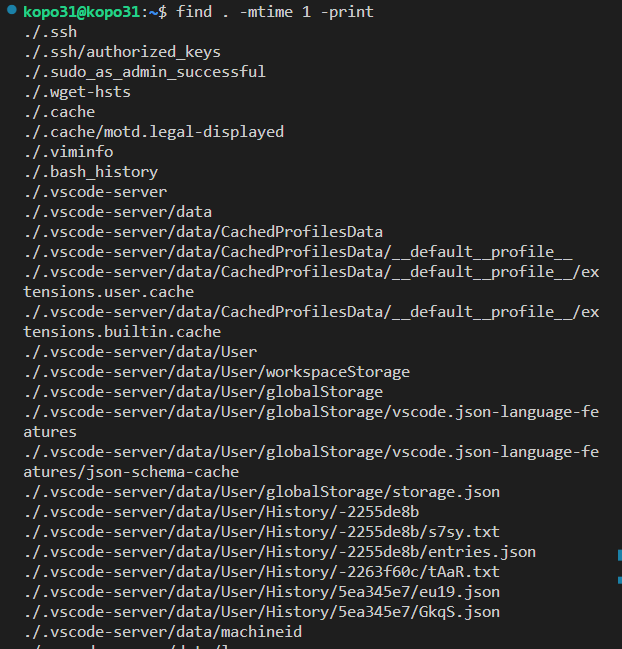 kopo31@kopo31:~$ find . -mtime 1 -print
./.ssh
./.ssh/authorized_keys
./.sudo_as_admin_successful
./.wget-hsts
./.cache
./.cache/motd.legal-displayed
./.viminfo
./.bash_history
./.vscode-server
./.vscode-server/data
./.vscode-server/data/CachedProfilesData
./.vscode-server/data/CachedProfilesData/__default__profile__
./.vscode-server/data/CachedProfilesData/__default__profile__/ex
tensions.user.cache
./.vscode-server/data/CachedProfilesData/__default__profile__/ex
tensions.builtin.cache
./.vscode-server/data/User
./.vscode-server/data/User/workspaceStorage
./.vscode-server/data/User/globalStorage
./.vscode-server/data/User/globalStorage/vscode.json-language-fe
atures
./.vscode-server/data/User/globalStorage/vscode.json-language-fe
atures/json-schema-cache
./.vscode-server/data/User/globalStorage/storage.json
./.vscode-server/data/User/History/-2255de8b
./.vscode-server/data/User/History/-2255de8b/s7sy.txt
./.vscode-server/data/User/History/-2255de8b/entries.json
./.vscode-server/data/User/History/-2263f60c/tAaR.txt
./.vscode-server/data/User/History/5ea345e7/eu19.json
./.vscode-server/data/User/History/5ea345e7/GkqS.json
./.vscode-server/data/machineid